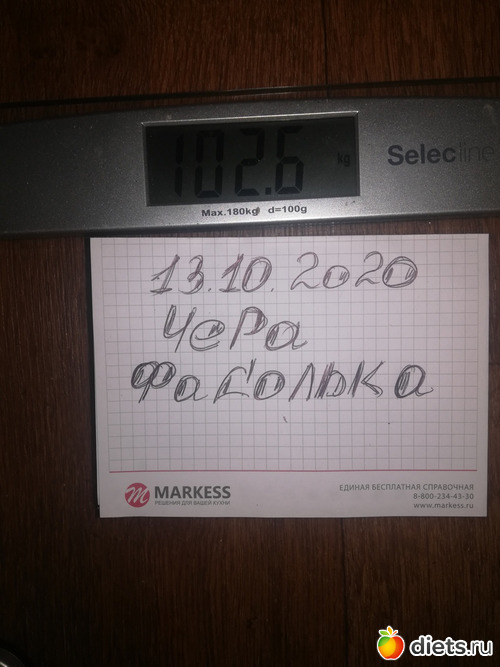 102.6 kg
Selecline
Max.180kg d=100g
13.10.2020
Чера
Фасолька
MARKESS
РЕШЕНИЯ ДЛЯ ВАШЕЙ КУХНИ
ЕДИНАЯ БЕСПЛАТНАЯ СПРАВОЧНАЯ
8-800-234-43-30
www.markess.ru
diets.ru